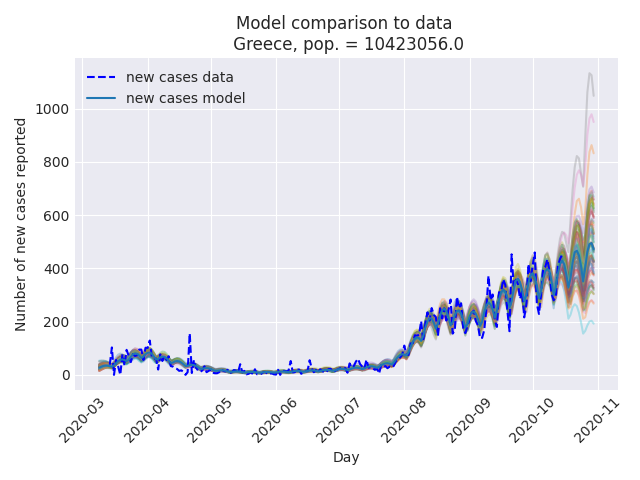 Model comparison to data
Greece, pop. = 10423056.0
new cases data
new cases model
Number of new cases reported
1000
800
600
400
200
0
2020-03
2020-04
2020-05
2020-06
2020-07
2020-08
2020-09
2020-10
2020-11
Day